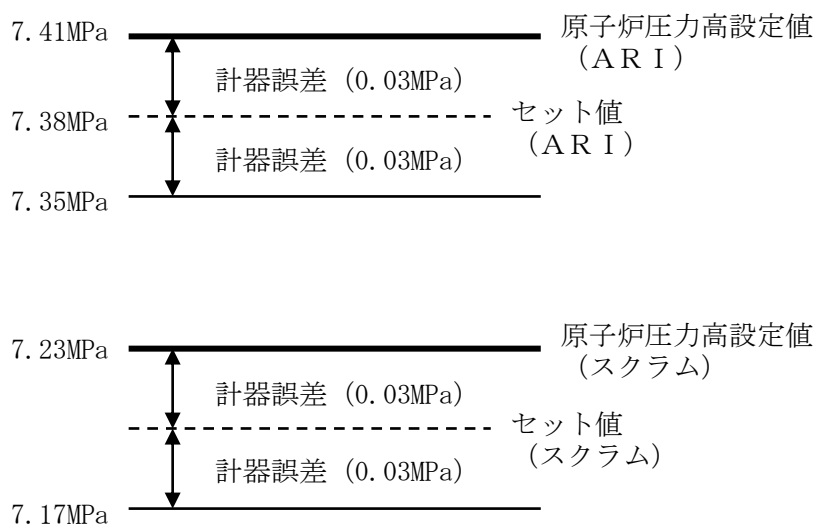 7.41MPa
原子炉圧力高設定値
（ＡＲＩ）
計器誤差 (0.03MPa)
7.38MPa
セット値
（ＡＲＩ）
計器誤差 (0.03MPa)
7.35MPa
7.23MPa
原子炉圧力高設定値
（スクラム）
計器誤差 (0.03MPa)
セット値
（スクラム）
計器誤差 (0.03MPa)
7.17MPa